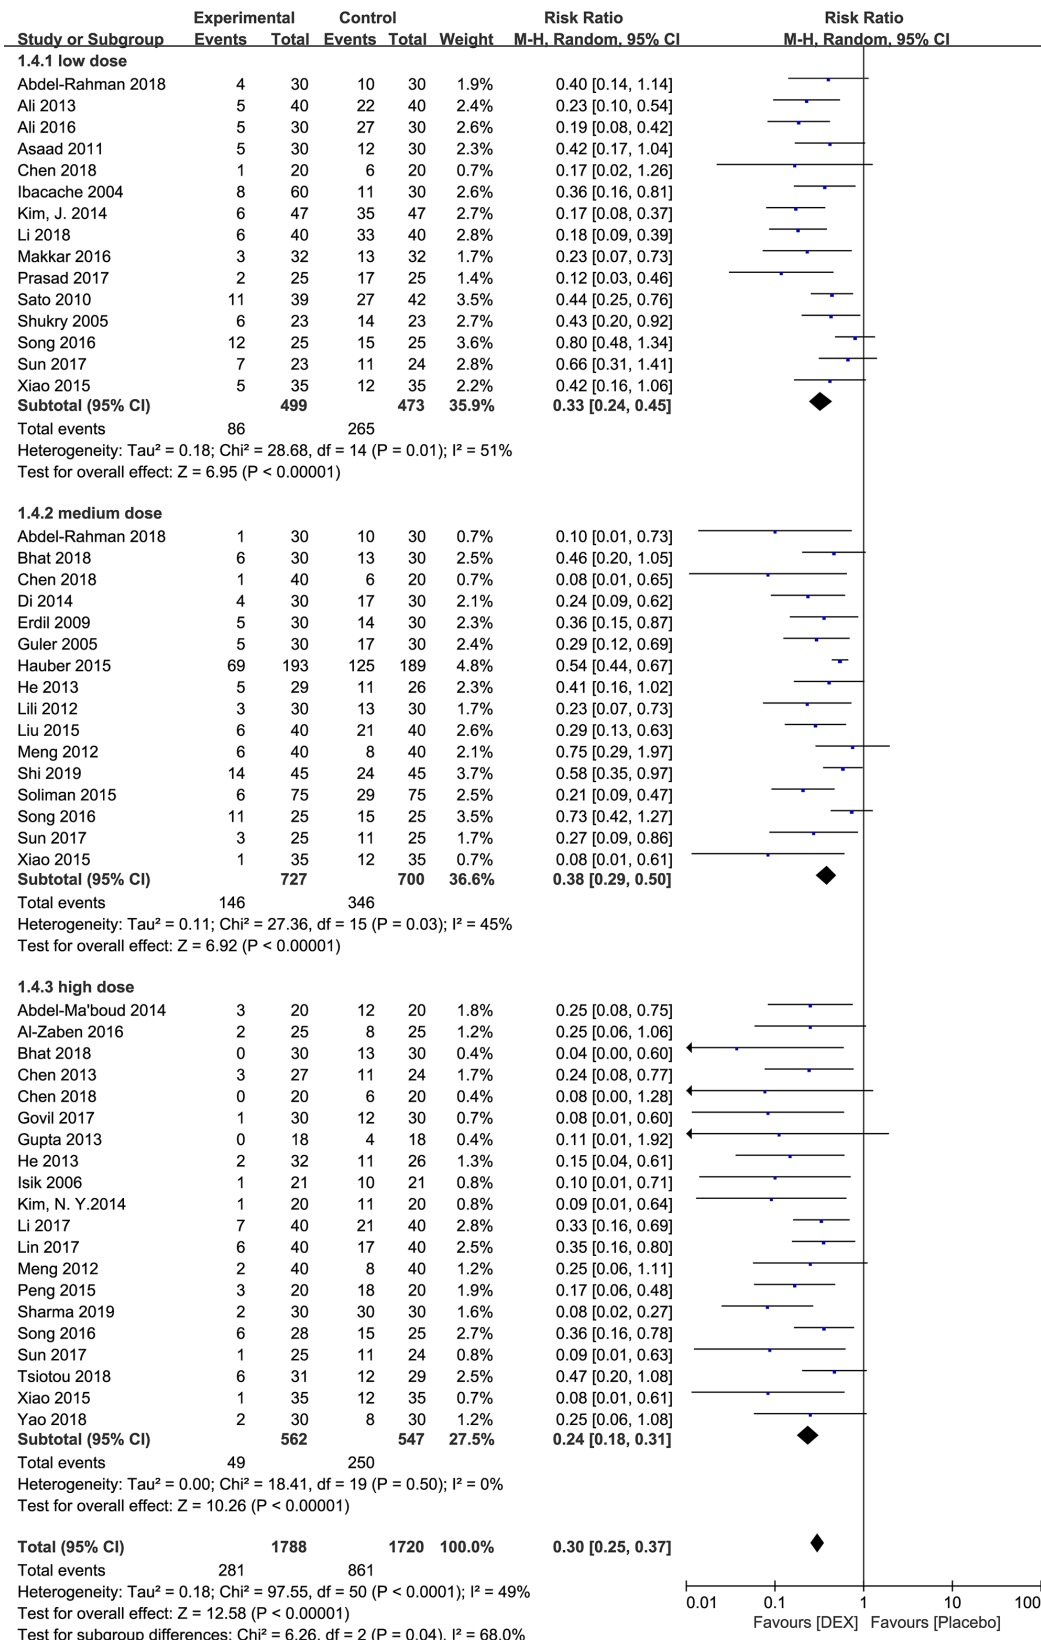 Experimental Control Risk Ratio Risk Ratio
Study or Subgroup Events Total Events Total Weight M-H, Random, 95% CI M-H, Random, 95% CI
1.4.1 low dose
Abdel-Rahman 2018 4 30 10 30 1.9% 0.40 [0.14, 1.14]
Ali 2013 5 40 22 40 2.4% 0.23 [0.10, 0.54]
Ali 2016 5 30 27 30 2.6% 0.19 [0.08, 0.42]
Asaad 2011 5 30 12 30 2.3% 0.42 [0.17, 1.04]
Chen 2018 1 20 6 20 0.7% 0.17 [0.02, 1.26]
Ibacache 2004 8 60 11 30 2.6% 0.36 [0.16, 0.81]
Kim, J. 2014 6 47 35 47 2.7% 0.17 [0.08, 0.37]
Li 2018 6 40 33 40 2.8% 0.18 [0.09, 0.39]
Makkar 2016 3 32 13 32 1.7% 0.23 [0.07, 0.73]
Prasad 2017 2 25 17 25 1.4% 0.12 [0.03, 0.46]
Sato 2010 11 39 27 42 3.5% 0.44 [0.25, 0.76]
Shukry 2005 6 23 14 23 2.7% 0.43 [0.20, 0.92]
Song 2016 12 25 15 25 3.6% 0.80 [0.48, 1.34]
Sun 2017 7 23 11 24 2.8% 0.66 [0.31, 1.41]
Xiao 2015 5 35 12 35 2.2% 0.42 [0.16, 1.06]
Subtotal (95% CI) 499 473 35.9% 0.33 [0.24, 0.45]
Total events 86 265
Heterogeneity: Tau² = 0.18; Chi² = 28.68, df = 14 (P = 0.01); I² = 51%
Test for overall effect: Z = 6.95 (P < 0.00001)
1.4.2 medium dose
Abdel-Rahman 2018 1 30 10 30 0.7% 0.10 [0.01, 0.73]
Bhat 2018 6 30 13 30 2.5% 0.46 [0.20, 1.05]
Chen 2018 1 40 6 20 0.7% 0.08 [0.01, 0.65]
Di 2014 4 30 17 30 2.1% 0.24 [0.09, 0.62]
Erdil 2009 5 30 14 30 2.3% 0.36 [0.15, 0.87]
Guler 2005 5 30 17 30 2.4% 0.29 [0.12, 0.69]
Hauber 2015 69 193 125 189 4.8% 0.54 [0.44, 0.67]
He 2013 5 29 11 26 2.3% 0.41 [0.16, 1.02]
Lili 2012 3 30 13 30 1.7% 0.23 [0.07, 0.73]
Liu 2015 6 40 21 40 2.6% 0.29 [0.13, 0.63]
Meng 2012 6 40 8 40 2.1% 0.75 [0.29, 1.97]
Shi 2019 14 45 24 45 3.7% 0.58 [0.35, 0.97]
Soliman 2015 6 75 29 75 2.5% 0.21 [0.09, 0.47]
Song 2016 11 25 15 25 3.5% 0.73 [0.42, 1.27]
Sun 2017 3 25 11 25 1.7% 0.27 [0.09, 0.86]
Xiao 2015 1 35 12 35 0.7% 0.08 [0.01, 0.61]
Subtotal (95% CI) 727 700 36.6% 0.38 [0.29, 0.50]
Total events 146 346
Heterogeneity: Tau² = 0.11; Chi² = 27.36, df = 15 (P = 0.03); I² = 45%
Test for overall effect: Z = 6.92 (P < 0.00001)
1.4.3 high dose
Abdel-Ma'boud 2014 3 20 12 20 1.8% 0.25 [0.08, 0.75]
Al-Zaben 2016 2 25 8 25 1.2% 0.25 [0.06, 1.06]
Bhat 2018 0 30 13 30 0.4% 0.04 [0.00, 0.60]
Chen 2013 3 27 11 24 1.7% 0.24 [0.08, 0.77]
Chen 2018 0 20 6 20 0.4% 0.08 [0.00, 1.28]
Govil 2017 1 30 12 30 0.7% 0.08 [0.01, 0.60]
Gupta 2013 0 18 4 18 0.4% 0.11 [0.01, 1.92]
He 2013 2 32 11 26 1.3% 0.15 [0.04, 0.61]
Isik 2006 1 21 10 21 0.8% 0.10 [0.01, 0.71]
Kim, N. Y.2014 1 20 11 20 0.8% 0.09 [0.01, 0.64]
Li 2017 7 40 21 40 2.8% 0.33 [0.16, 0.69]
Lin 2017 6 40 17 40 2.5% 0.35 [0.16, 0.80]
Meng 2012 2 40 8 40 1.2% 0.25 [0.06, 1.11]
Peng 2015 3 20 18 20 1.9% 0.17 [0.06, 0.48]
Sharma 2019 2 30 30 30 1.6% 0.08 [0.02, 0.27]
Song 2016 6 28 15 25 2.7% 0.36 [0.16, 0.78]
Sun 2017 1 25 11 24 0.8% 0.09 [0.01, 0.63]
Tsiotou 2018 6 31 12 29 2.5% 0.47 [0.20, 1.08]
Xiao 2015 1 35 12 35 0.7% 0.08 [0.01, 0.61]
Yao 2018 2 30 8 30 1.2% 0.25 [0.06, 1.08]
Subtotal (95% CI) 562 547 27.5% 0.24 [0.18, 0.31]
Total events 49 250
Heterogeneity: Tau² = 0.00; Chi² = 18.41, df = 19 (P = 0.50); I² = 0%
Test for overall effect: Z = 10.26 (P < 0.00001)
Total (95% CI) 1788 1720 100.0% 0.30 [0.25, 0.37]
Total events 281 861
Heterogeneity: Tau² = 0.18; Chi² = 97.55, df = 50 (P < 0.0001); I² = 49%
Test for overall effect: Z = 12.58 (P < 0.00001)
Test for subgroup differences: Chi² = 6.26, df = 2 (P = 0.04), I² = 68.0%
0.01 0.1 1 10 100
Favours [DEX] Favours [Placebo]